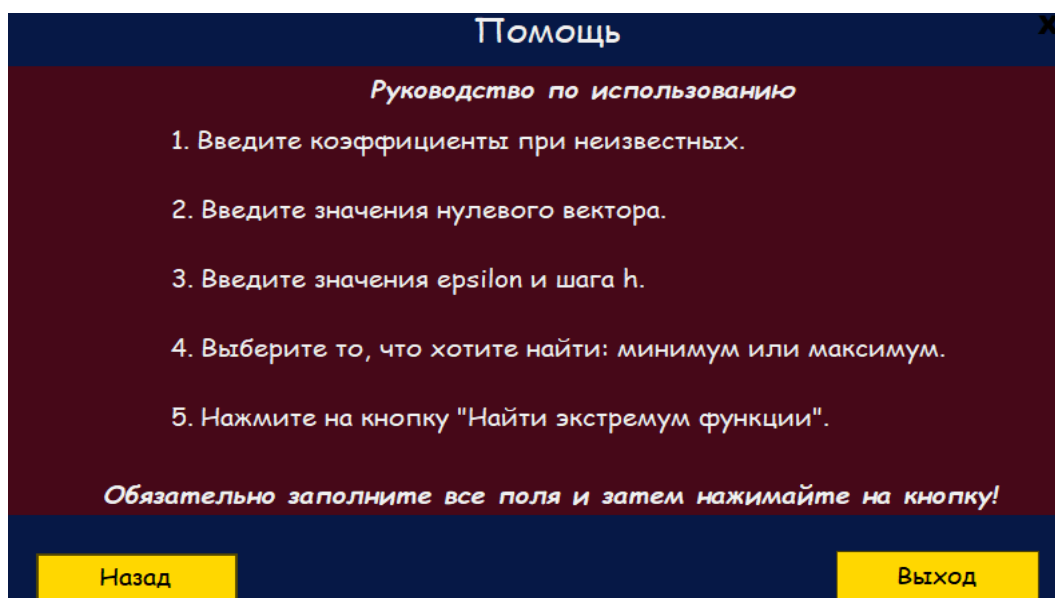 Помощь
x
Руководство по использованию
1. Введите коэффициенты при неизвестных.
2. Введите значения нулевого вектора.
3. Введите значения epsilon и шага h.
4. Выберите то, что хотите найти: минимум или максимум.
5. Нажмите на кнопку "Найти экстремум функции".
Обязательно заполните все поля и затем нажимайте на кнопку!
Назад
Выход